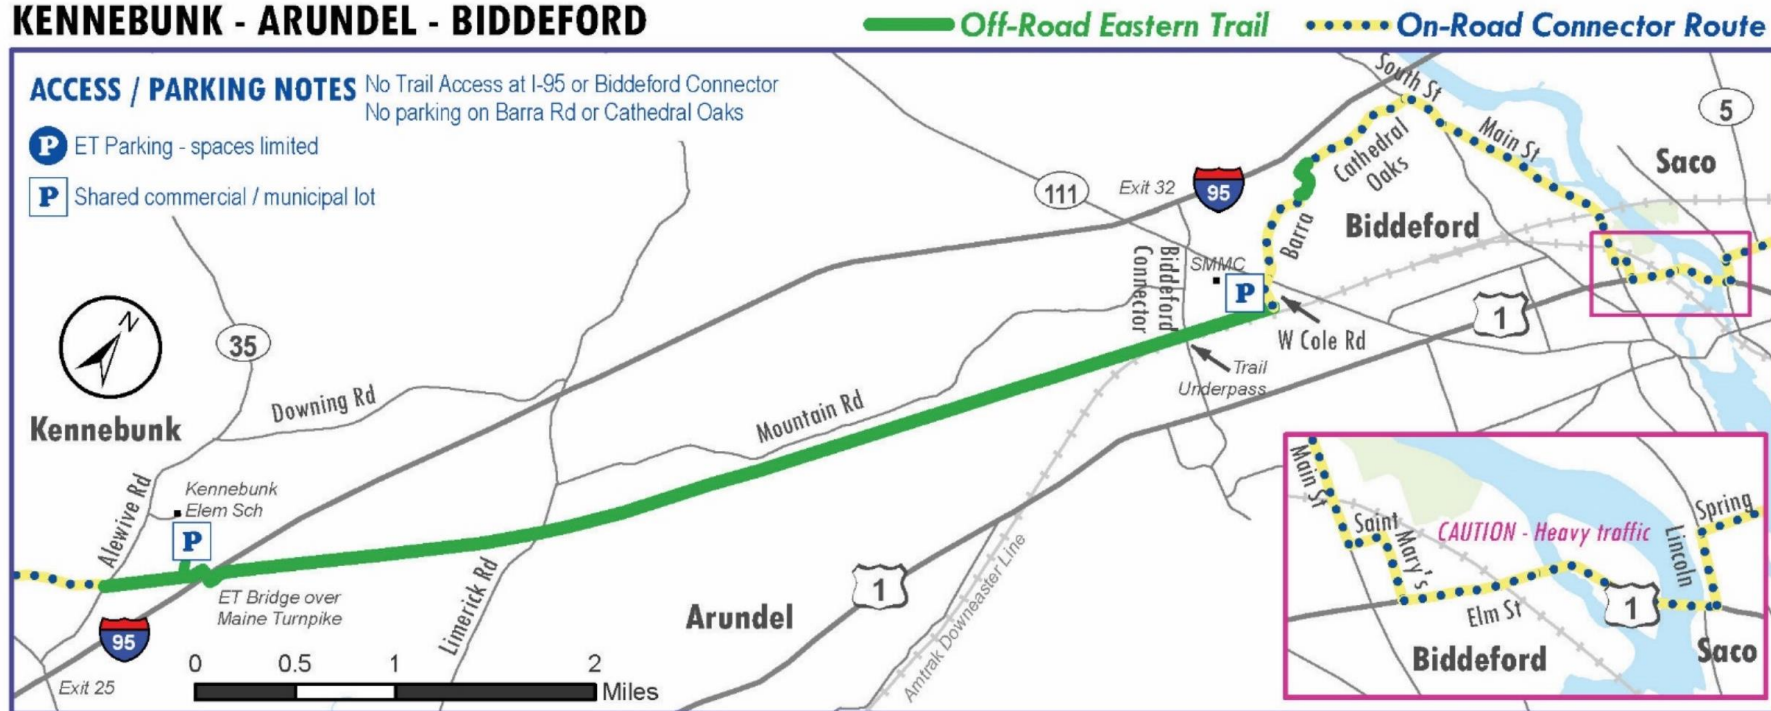 KENNEBUNK - ARUNDEL - BIDDEFORD
Off-Road Eastern Trail
On-Road Connector Route
ACCESS / PARKING NOTES
No Trail Access at I-95 or Biddeford Connector
No parking on Barra Rd or Cathedral Oaks
P ET Parking - spaces limited
P Shared commercial / municipal lot
South St
5
Main St
Saco
Cathedral
Oaks
111
Exit 32
95
Barra
Biddeford
Biddeford
Connector
SMMC
P
1
W Cole Rd
Trail
Underpass
N
35
Kennebunk
Downing Rd
Mountain Rd
Alewive Rd
Kennebunk
Elem Sch
P
ET Bridge over
Maine Turnpike
Limerick Rd
Arundel
1
Amtrak Downeaster Line
95
Exit 25
0 0.5 1 2
Miles
Main St
Saint
Mary's
CAUTION - Heavy traffic
Lincoln
Spring
Elm St
1
Biddeford
Saco